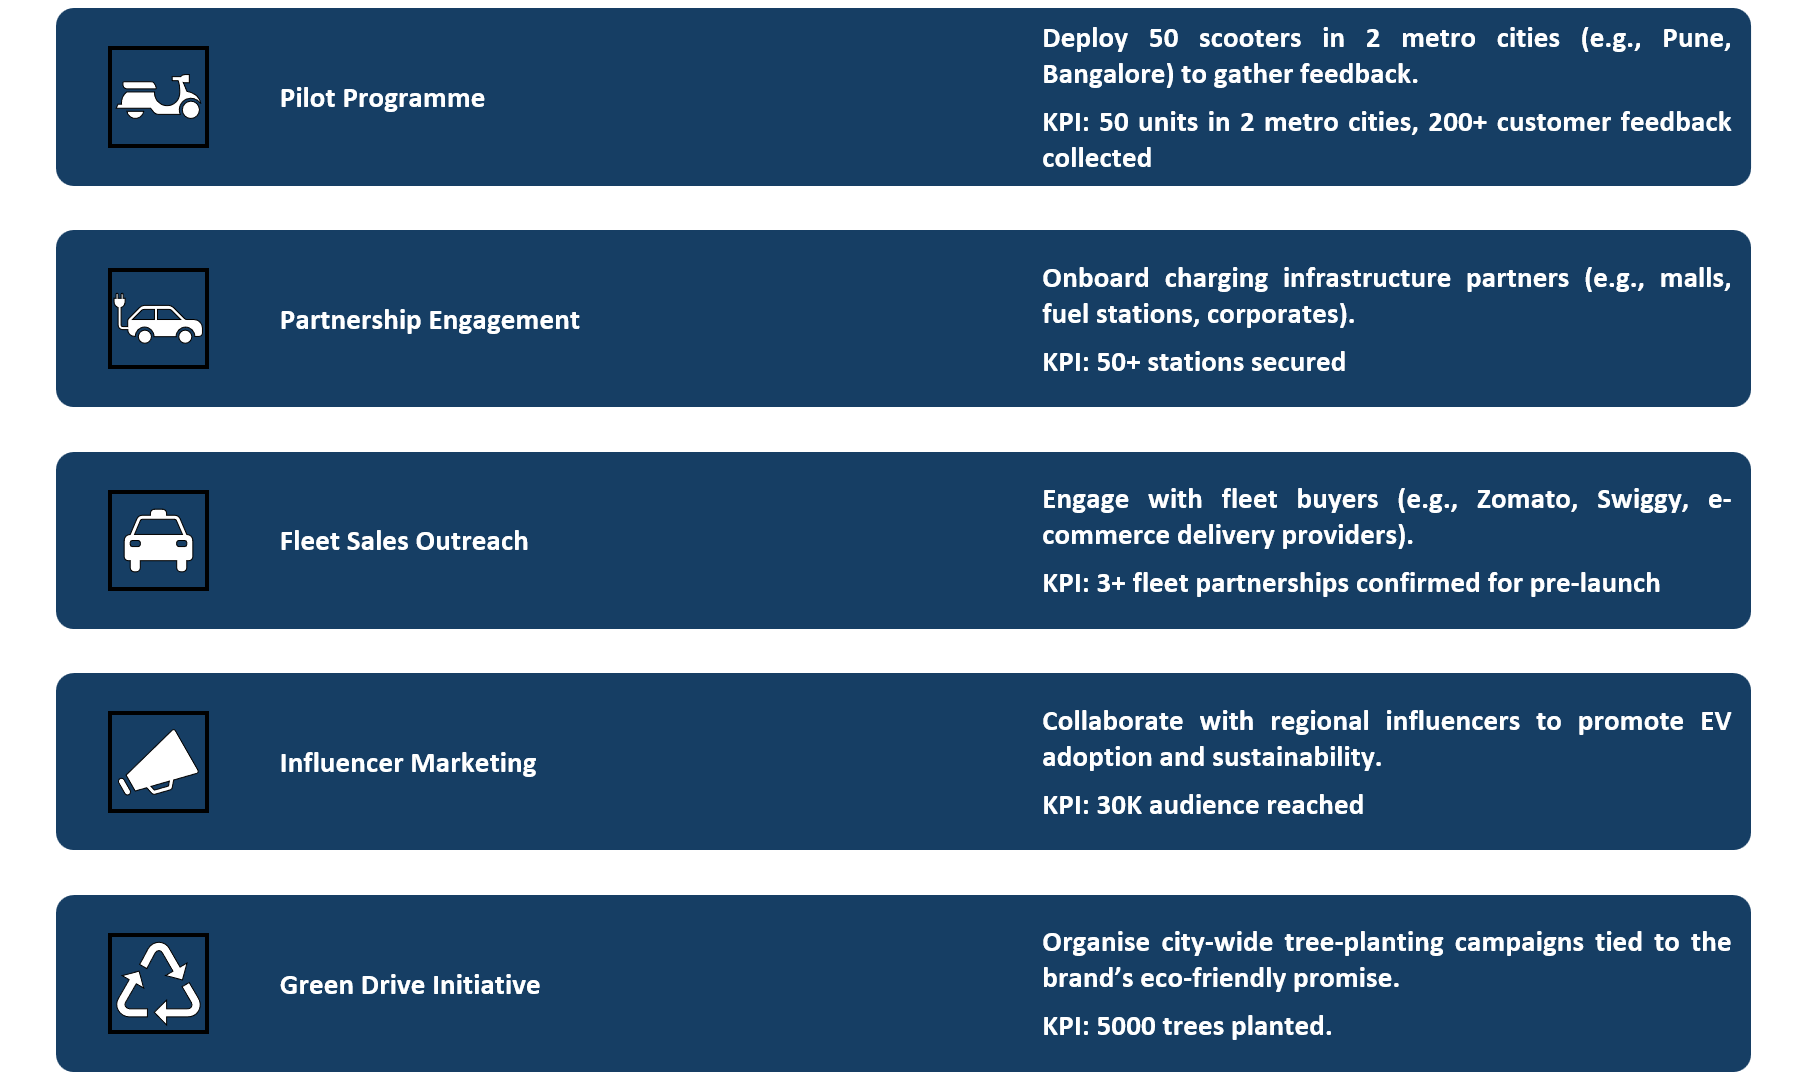 Pilot Programme
Deploy 50 scooters in 2 metro cities (e.g., Pune,
Bangalore) to gather feedback.
KPI: 50 units in 2 metro cities, 200+ customer feedback
collected
Partnership Engagement
Onboard charging infrastructure partners (e.g., malls,
fuel stations, corporates).
KPI: 50+ stations secured
Fleet Sales Outreach
Engage with fleet buyers (e.g., Zomato, Swiggy, e-
commerce delivery providers).
KPI: 3+ fleet partnerships confirmed for pre-launch
Influencer Marketing
Collaborate with regional influencers to promote EV
adoption and sustainability.
KPI: 30K audience reached
Green Drive Initiative
Organise city-wide tree-planting campaigns tied to the
brand’s eco-friendly promise.
KPI: 5000 trees planted.